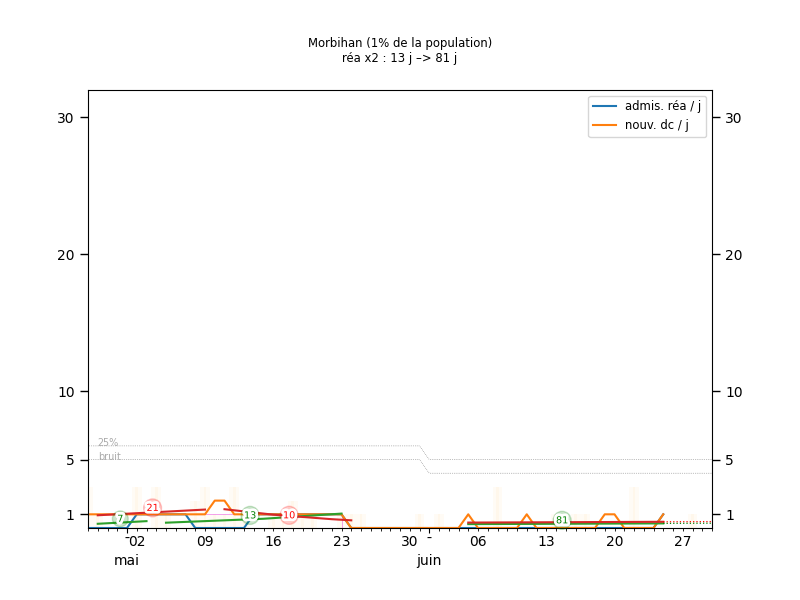 Morbihan (1% de la population)
réa x2 : 13 j –> 81 j
admis. réa / j
nouv. dc / j
30 30
20 20
10 10
25%
bruit
5 5
7 21 13 10 81
1 1
02 09 16 23 30 06 13 20 27
mai juin